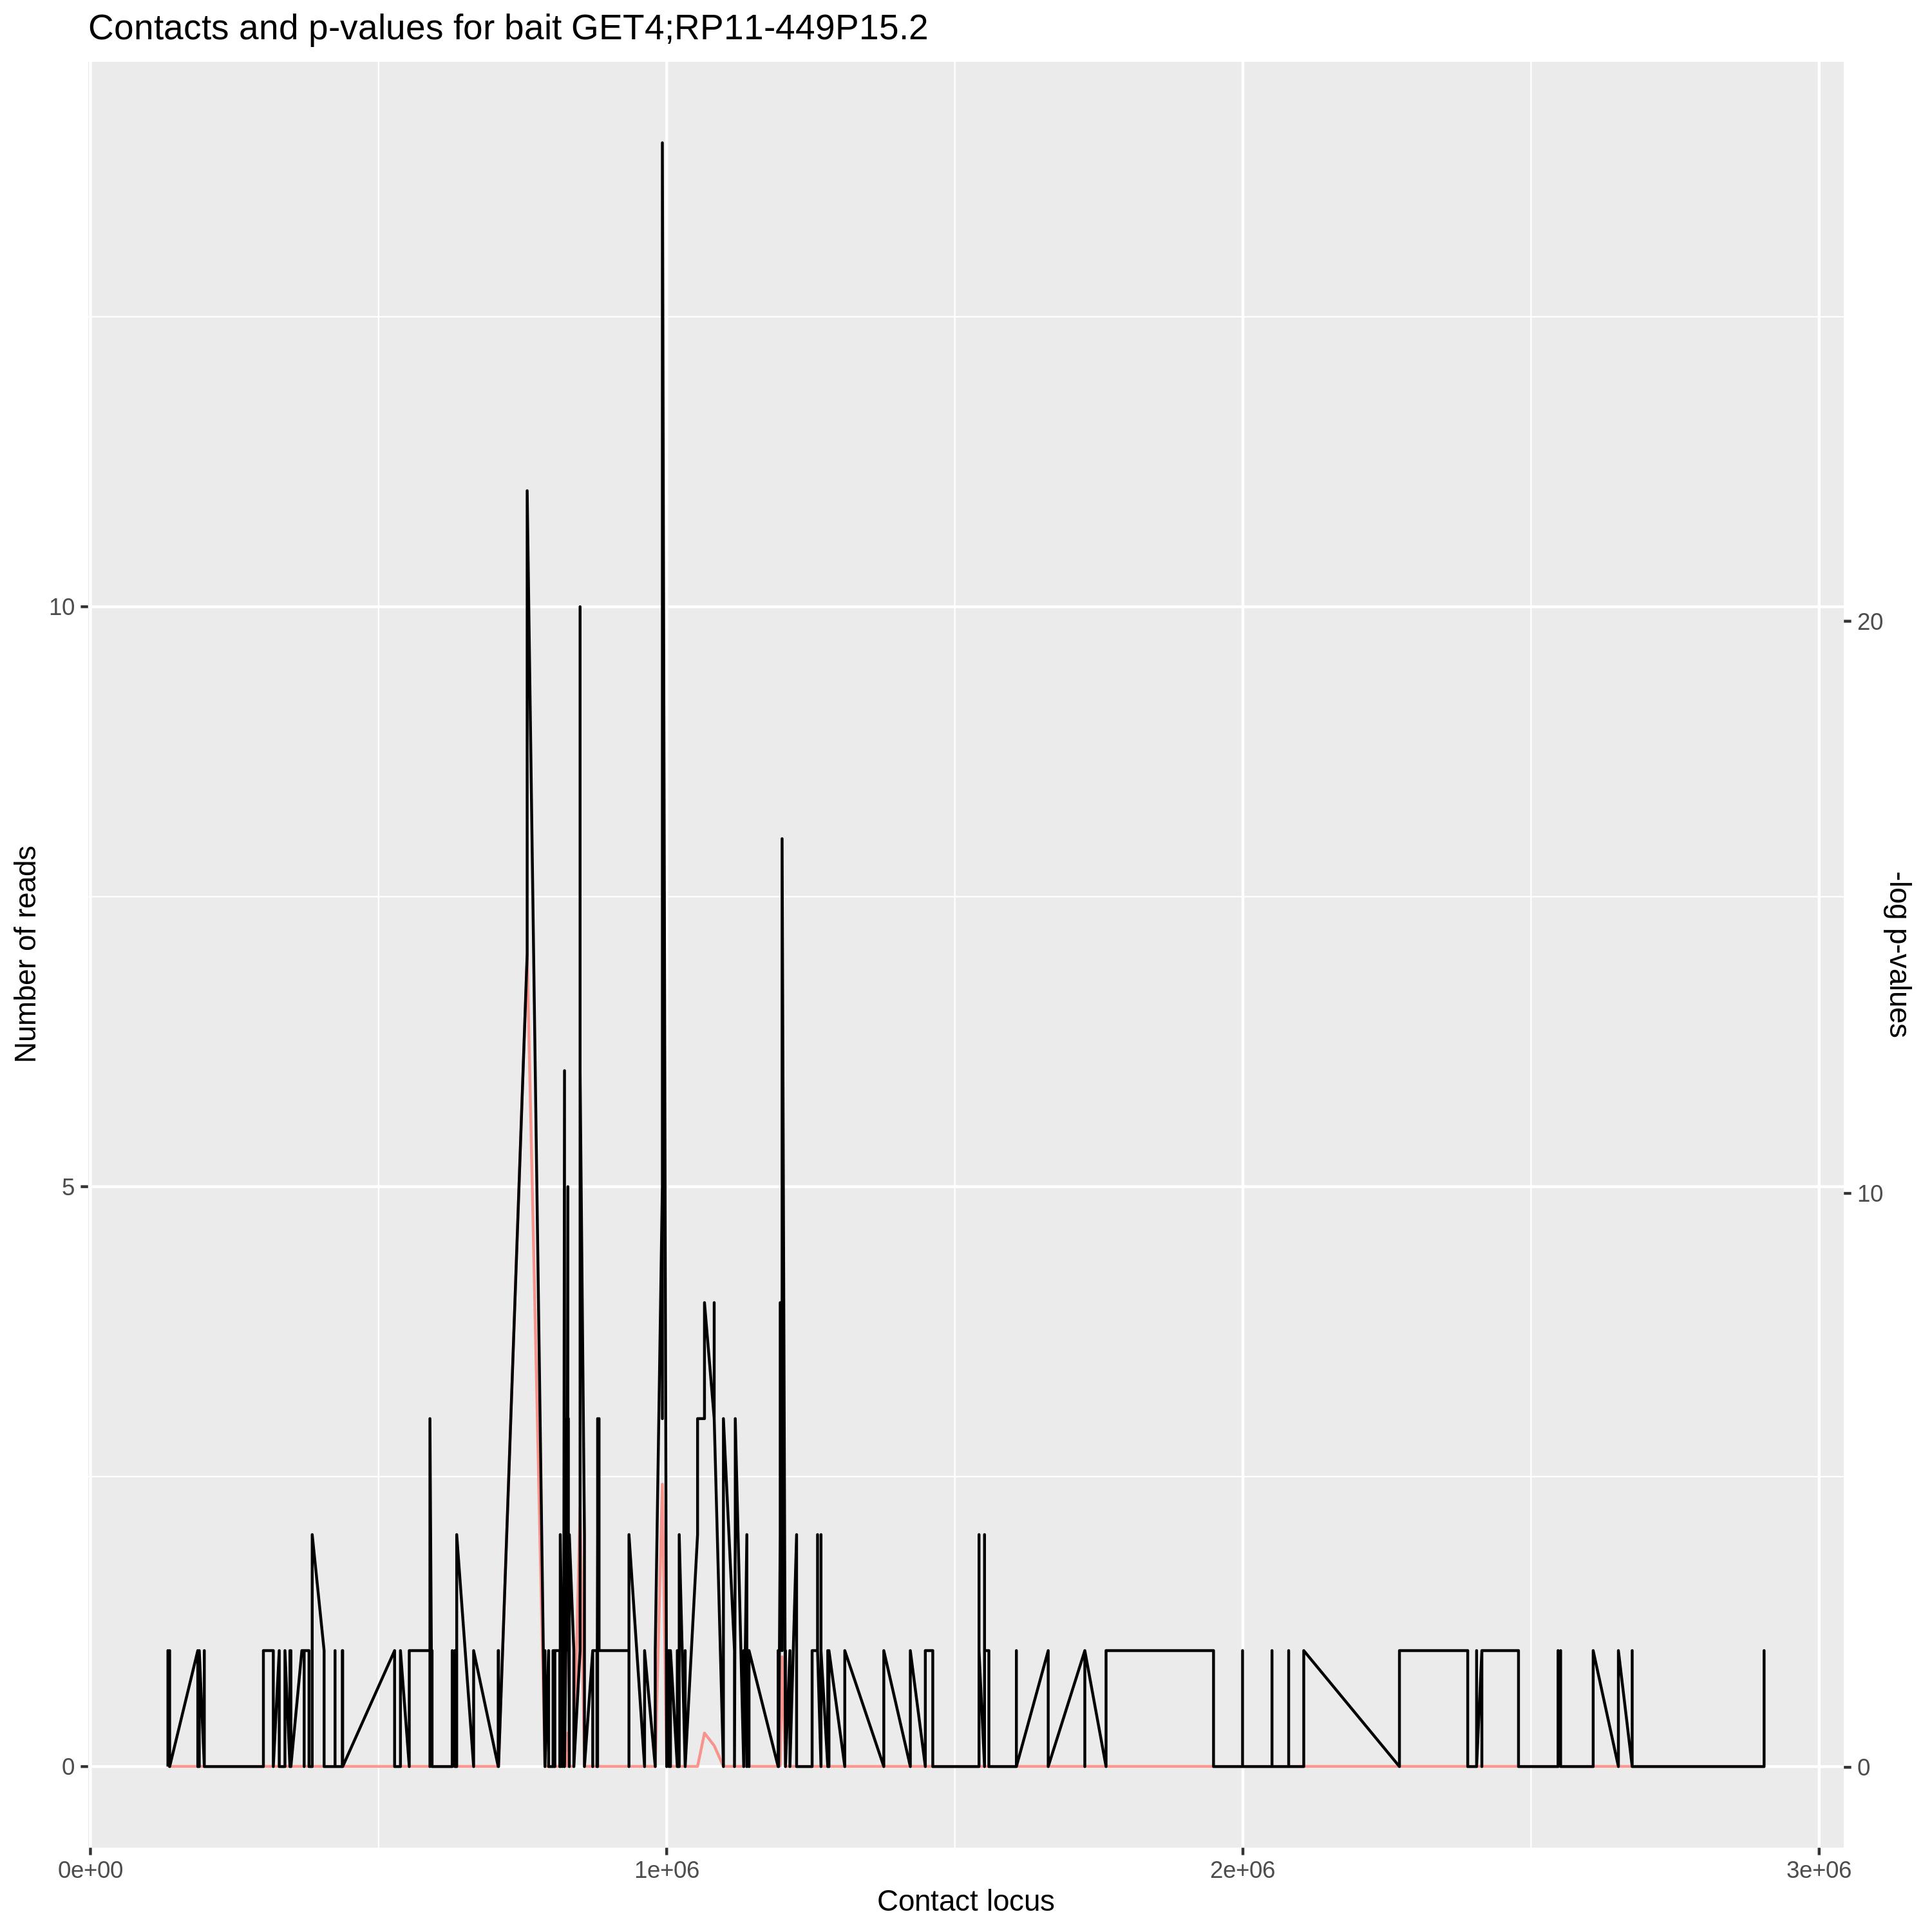 Contacts and p-values for bait GET4;RP11-449P15.2
Number of reads
10
5
0
20
10
0
-log p-values
0e+00
1e+06
2e+06
3e+06
Contact locus